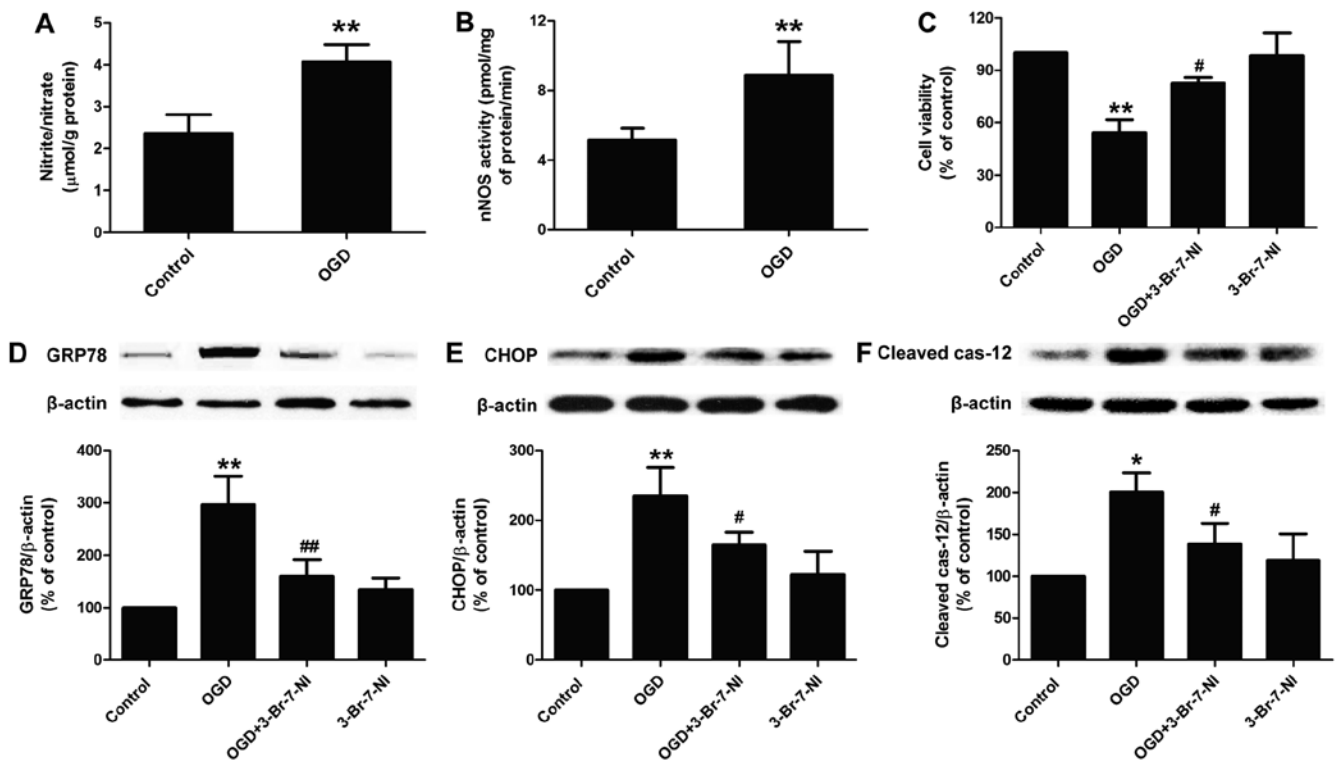 A
Nitrite/nitrate
(μmol/g protein)
5
4
3
2
1
0
**
Control
OGD
B
nNOS activity (pmol/mg
of protein/min)
12
8
4
0
**
Control
OGD
C
Cell viability
(% of control)
120
90
60
30
0
**
#
Control
OGD
OGD+3-Br-7-NI
3-Br-7-NI
D
GRP78
β-actin
GRP78/β-actin
(% of control)
400
300
200
100
0
**
##
Control
OGD
OGD+3-Br-7-NI
3-Br-7-NI
E
CHOP
β-actin
CHOP/β-actin
(% of control)
300
200
100
0
**
#
Control
OGD
OGD+3-Br-7-NI
3-Br-7-NI
F
Cleaved cas-12
β-actin
Cleaved cas-12/β-actin
(% of control)
250
200
150
100
50
0
*
#
Control
OGD
OGD+3-Br-7-NI
3-Br-7-NI